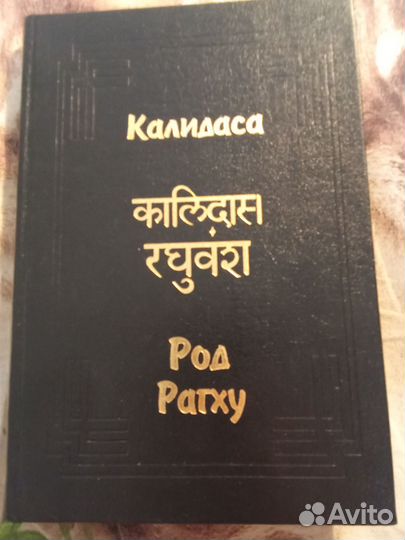 Калидаса
कालिदास
रघुवंश
Род
Рагху
Avito